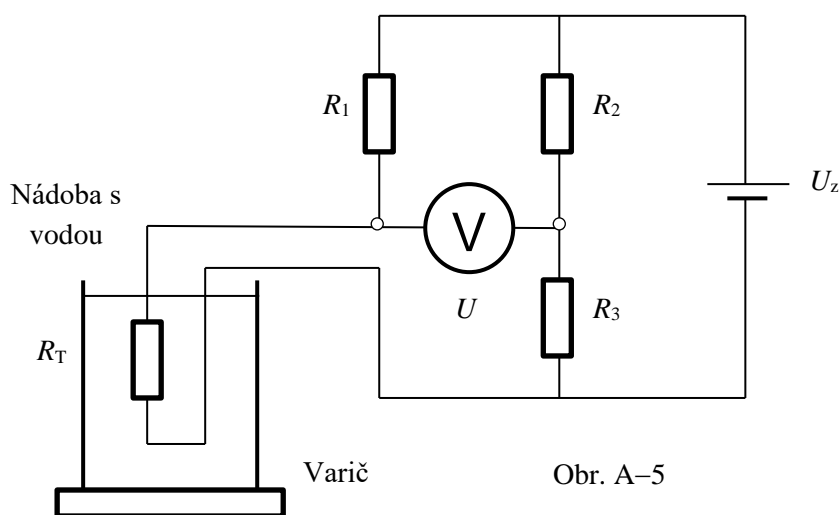 R1
R2
Uz
Nádoba s
vodou
V
U
R3
RT
Varič
Obr. A–5